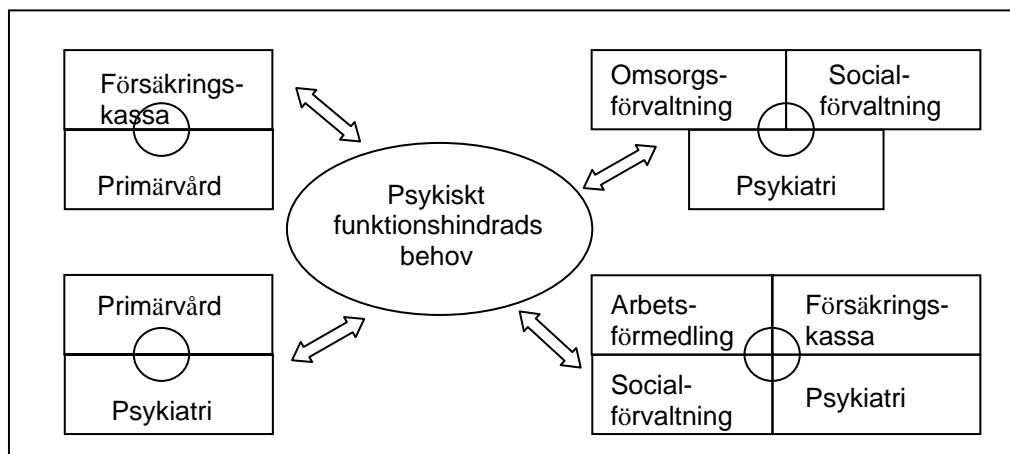 Försäkrings-
kassa
Primärvård
Omsorgs-
förvaltning
Social-
förvaltning
Psykiatri
Psykiskt
funktionshindrads
behov
Primärvård
Psykiatri
Arbets-
förmedling
Försäkrings-
kassa
Social-
förvaltning
Psykiatri